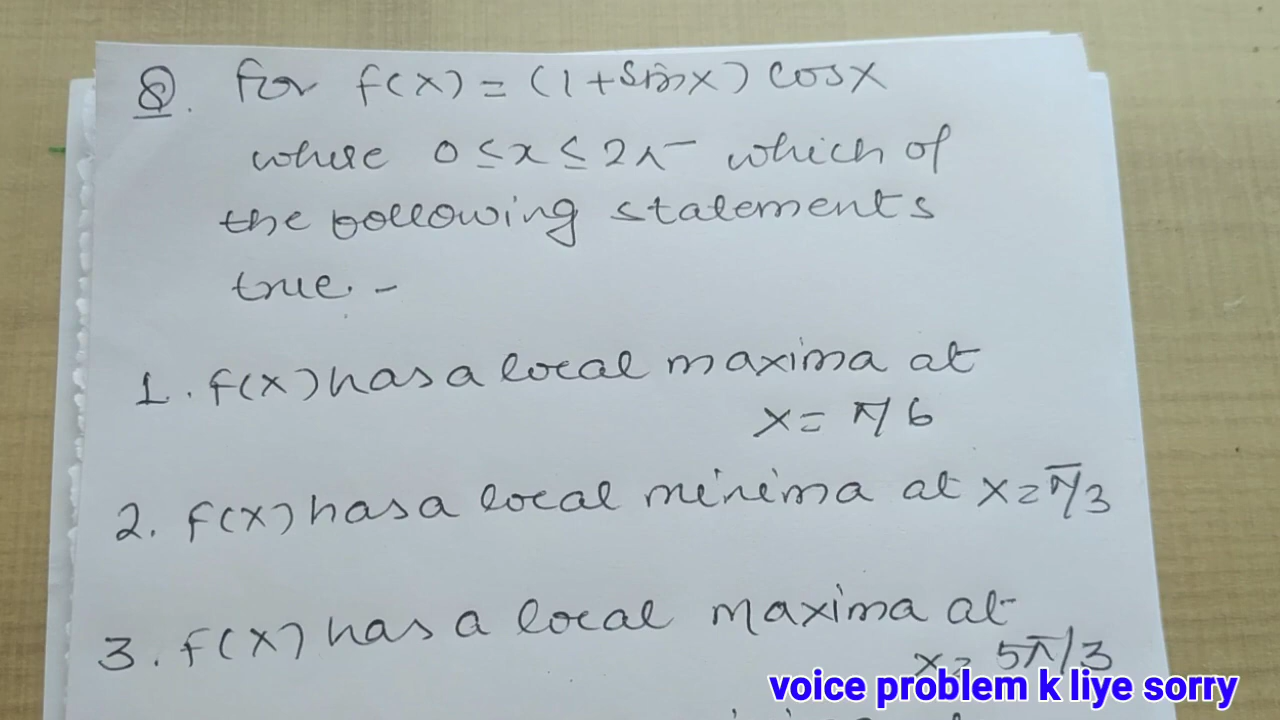 Q. For f(x) = (1+sinx) cosx
where 0 ≤ x ≤ 2π which of
the following statements
true. -
1. f(x) has a local maxima at
x = π/6
2. f(x) has a local minima at x = π/3
3. f(x) has a local maxima at
x = 5π/3
voice problem k liye sorry